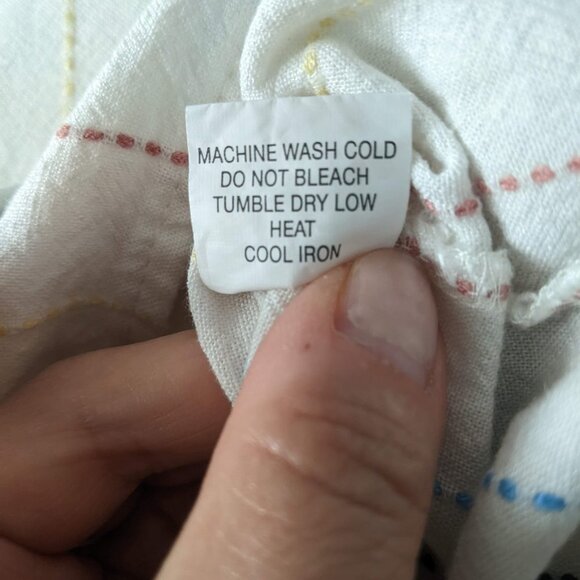 MACHINE WASH COLD
DO NOT BLEACH
TUMBLE DRY LOW
HEAT
COOL IRON